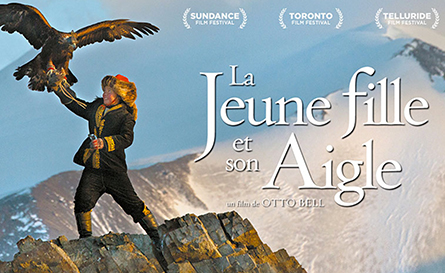 SUNDANCE
FILM FESTIVAL
TORONTO
FILM FESTIVAL
TELLURIDE
FILM FESTIVAL
La
Jeune fille
et
son
Aigle
un film de OTTO BELL